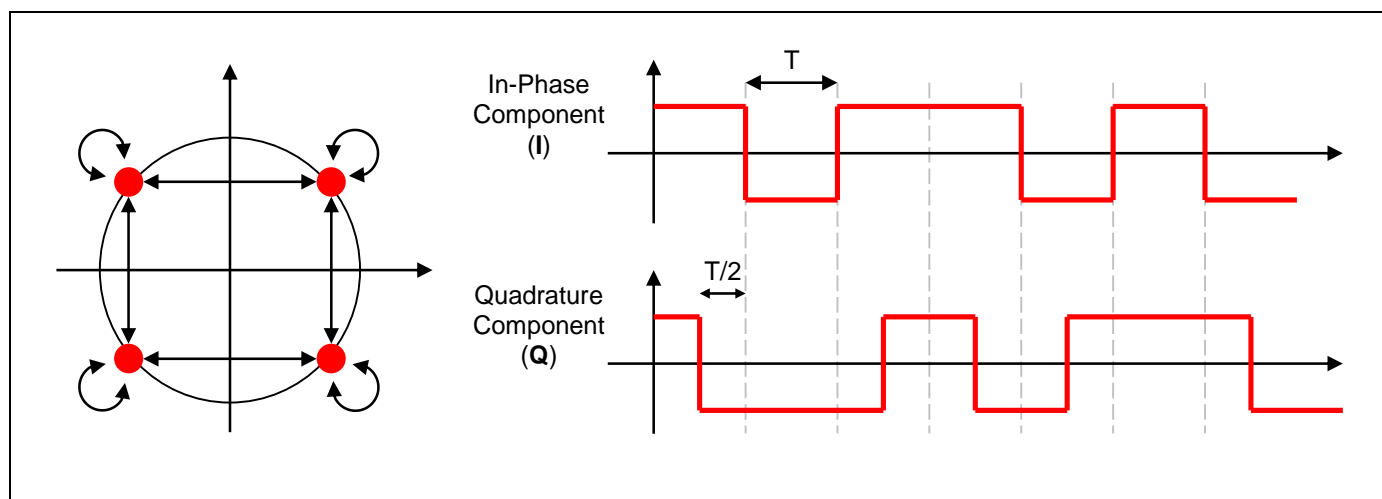 T
In-Phase
Component
(I)
T/2
Quadrature
Component
(Q)